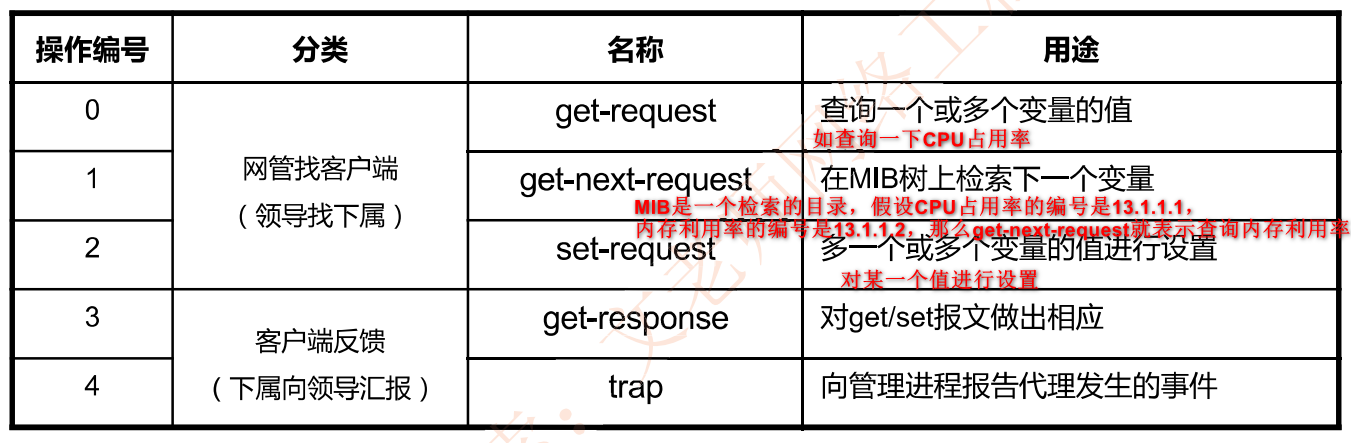 操作编号 分类 名称 用途
0 get-request 查询一个或多个变量的值
如查询一下CPU占用率
网管找客户端
（领导找下属）
1 get-next-request 在MIB树上检索下一个变量
MIB是一个检索的目录，假设CPU占用率的编号是13.1.1.1，
内存利用率的编号是13.1.1.2，那么get-next-request就表示查询内存利用率
2 set-request 多一个或多个变量的值进行设置
对某一个值进行设置
3 get-response 对get/set报文做出相应
客户端反馈
（下属向领导汇报）
4 trap 向管理进程报告代理发生的事件